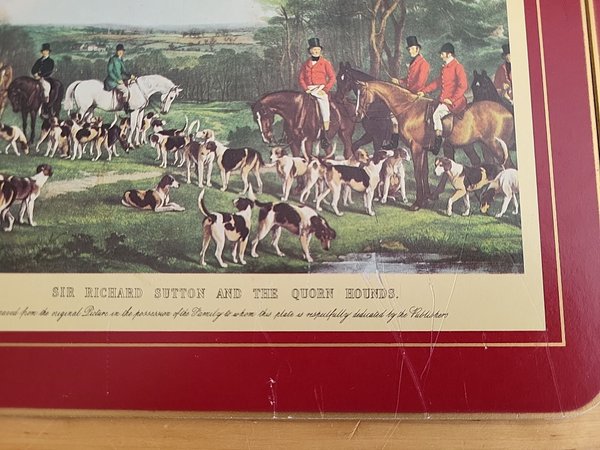 SIR RICHARD SUTTON AND THE QUORN HOUNDS.
from the original Picture in the possession of the Family to whom this plate is respectfully dedicated by the Publishers